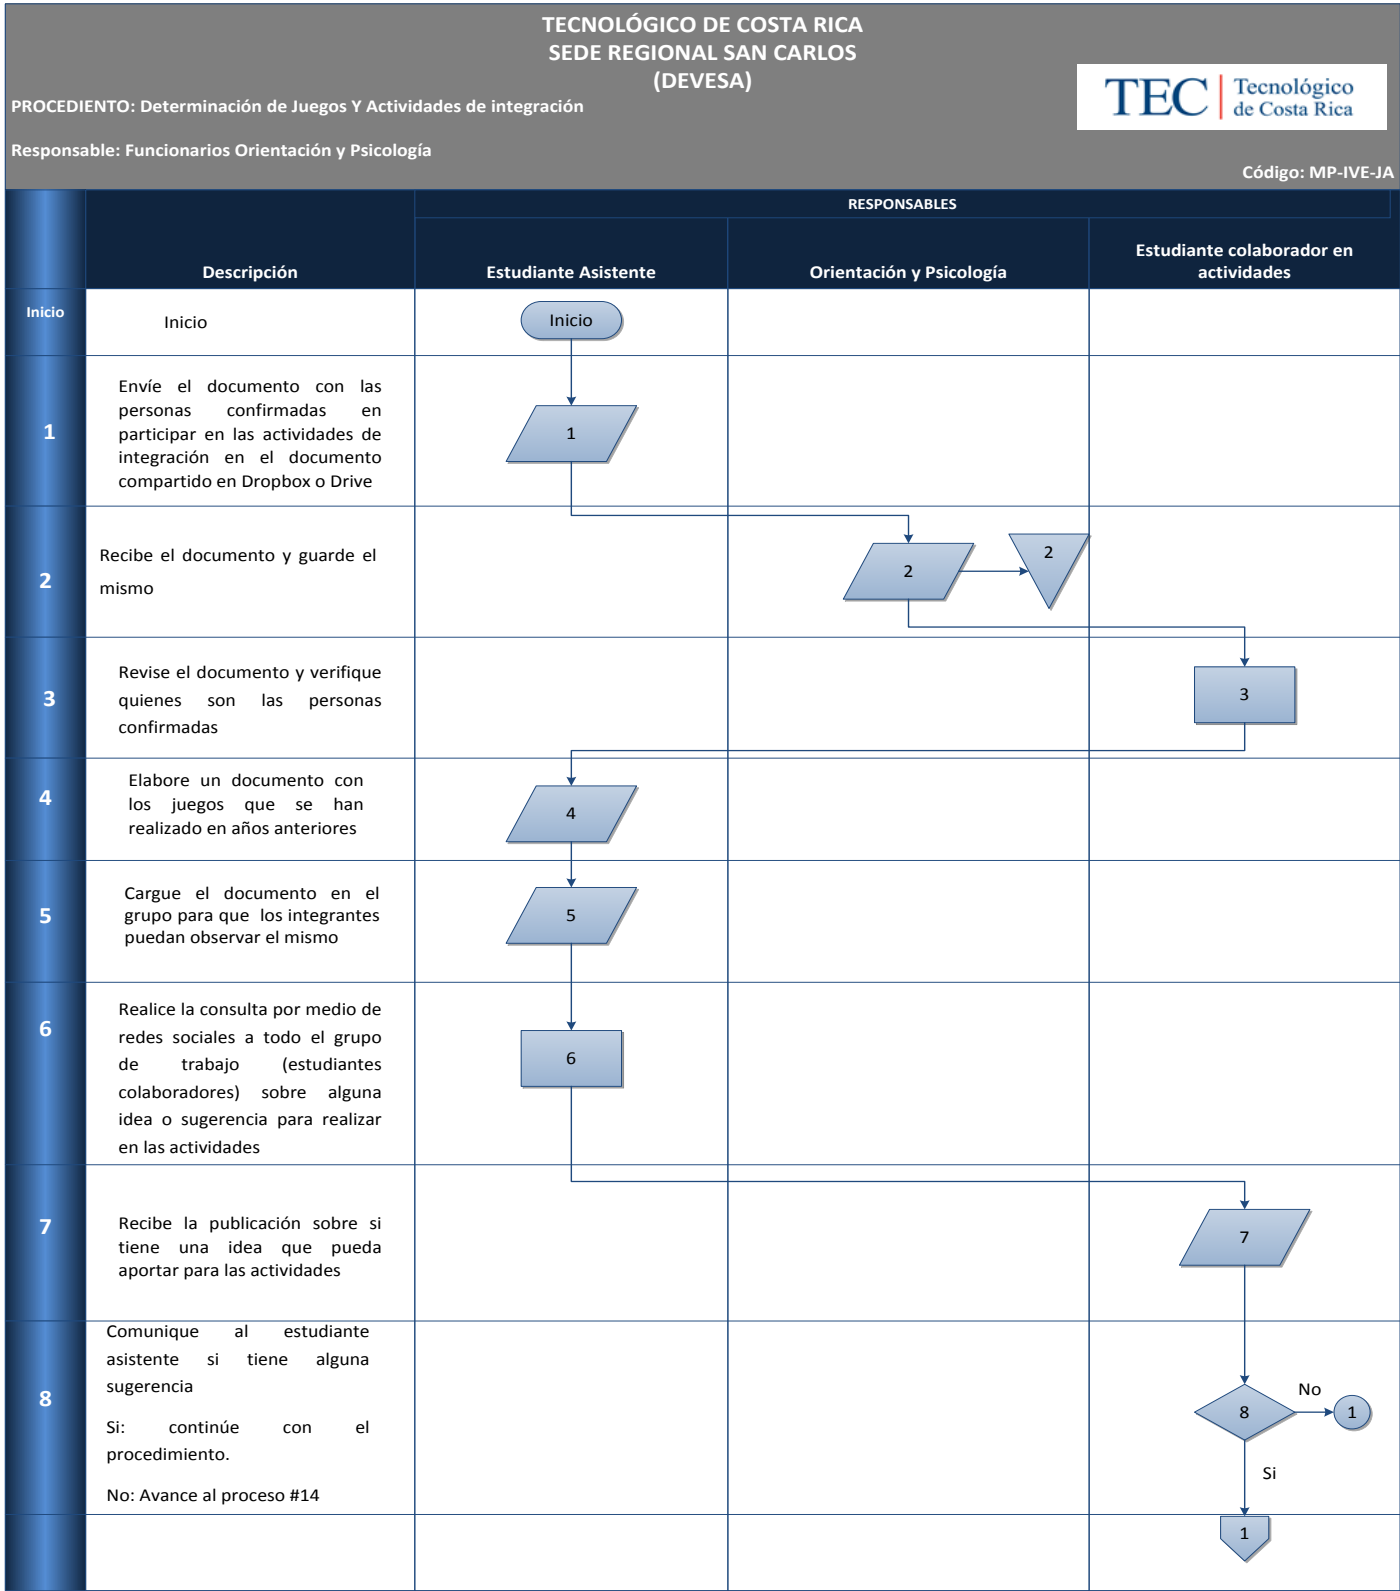 TECNOLÓGICO DE COSTA RICA
SEDE REGIONAL SAN CARLOS
(DEVESA)
TEC | Tecnológico
de Costa Rica
PROCEDIENTO: Determinación de Juegos Y Actividades de integración
Responsable: Funcionarios Orientación y Psicología
Código: MP-IVE-JA
RESPONSABLES
Descripción
Estudiante Asistente
Orientación y Psicología
Estudiante colaborador en
actividades
Inicio
Inicio
Inicio
1
Envíe el documento con las
personas confirmadas en
participar en las actividades de
integración en el documento
compartido en Dropbox o Drive
1
2
Recibe el documento y guarde el
mismo
2
2
3
Revise el documento y verifique
quienes son las personas
confirmadas
3
4
Elabore un documento con
los juegos que se han
realizado en años anteriores
4
5
Cargue el documento en el
grupo para que los integrantes
puedan observar el mismo
5
6
Realice la consulta por medio de
redes sociales a todo el grupo
de trabajo (estudiantes
colaboradores) sobre alguna
idea o sugerencia para realizar
en las actividades
6
7
Recibe la publicación sobre si
tiene una idea que pueda
aportar para las actividades
7
8
Comunique al estudiante
asistente si tiene alguna
sugerencia
Si: continúe con el
procedimiento.
No: Avance al proceso #14
8
No
1
Si
1